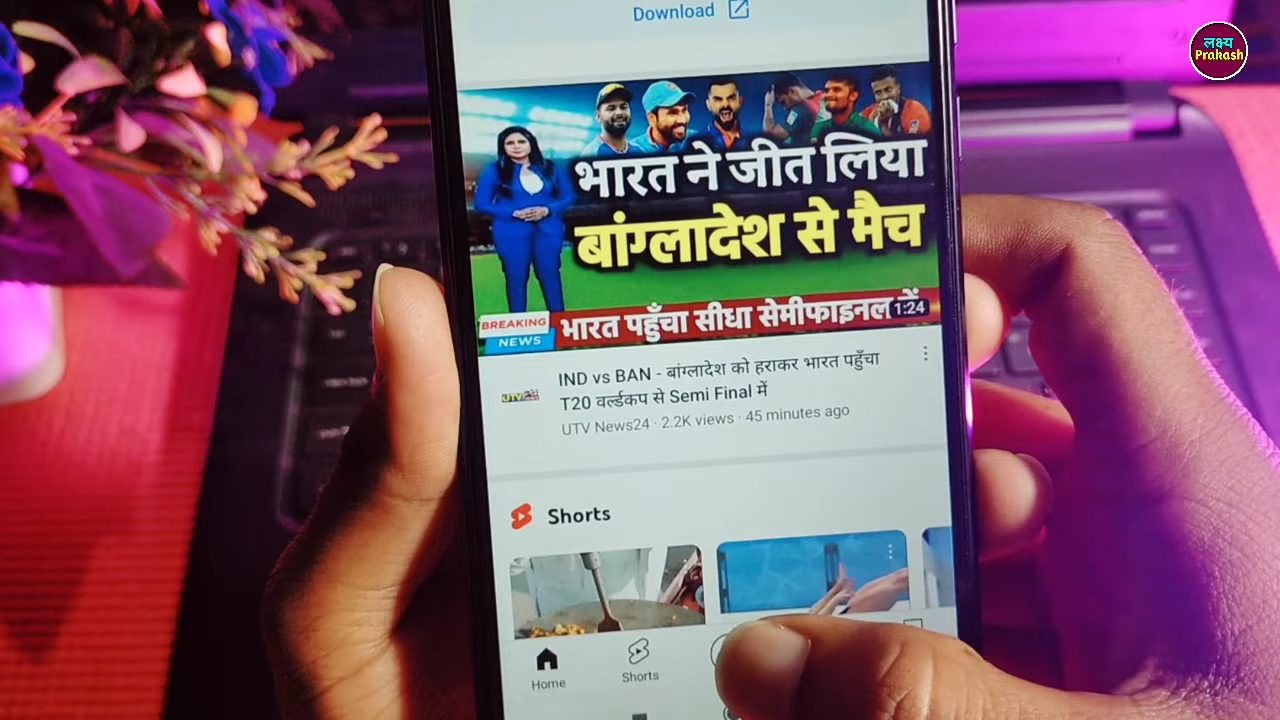 Download
लक्ष्य
Prakash
भारत ने जीत लिया
बांग्लादेश से मैच
BREAKING
NEWS
भारत पहुँचा सीधा सेमीफाइनल में
1:24
IND vs BAN - बांग्लादेश को हराकर भारत पहुँचा
T20 वर्ल्डकप से Semi Final में
UTV News24 · 2.2K views · 45 minutes ago
Shorts
Home
Shorts